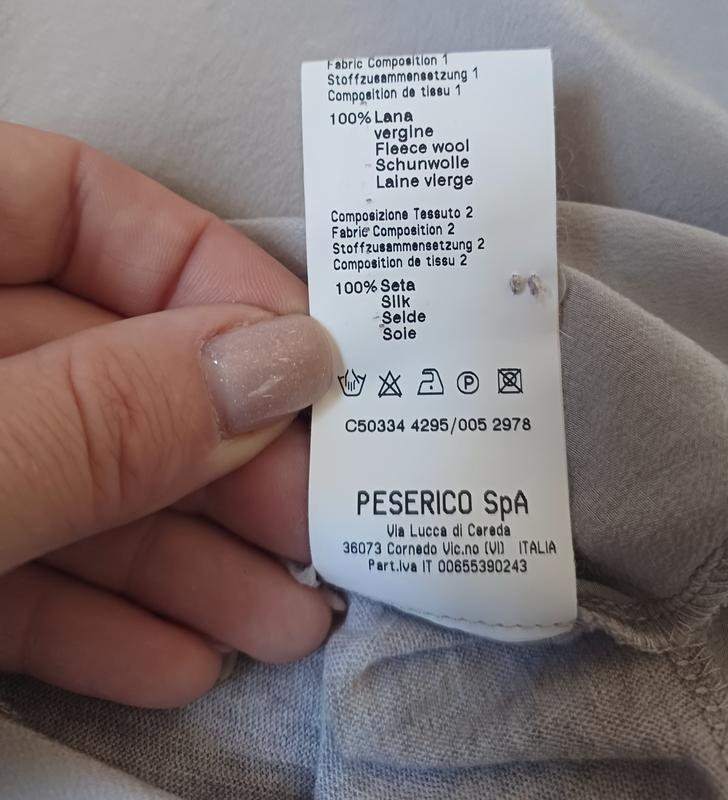 Fabric Composition 1
Stoffzusammensetzung 1
Composition de tissu 1
100% Lana
vergine
Fleece wool
Schunwolle
Laine vierge
Composizione Tessuto 2
Fabric Composition 2
Stoffzusammensetzung 2
Composition de tissu 2
100% Seta
Silk
Seide
Soie
P
C50334 4295/005 2978
PESERICO SpA
Via Lucca di Cereda
36073 Cornedo Vic.no (VI) ITALIA
Part.Iva IT 00655390243